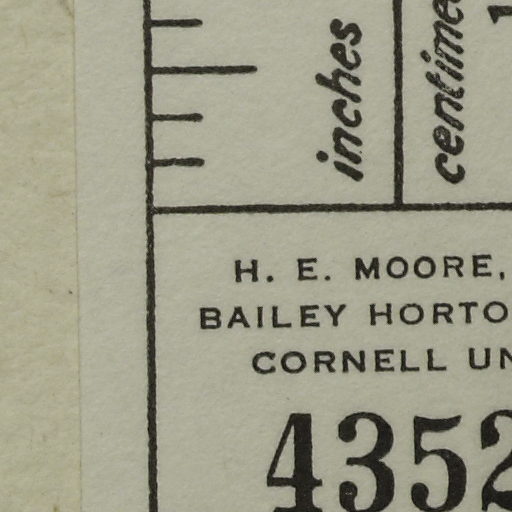 inches
centime
H. E. MOORE,
BAILEY HORTO
CORNELL UN
4352